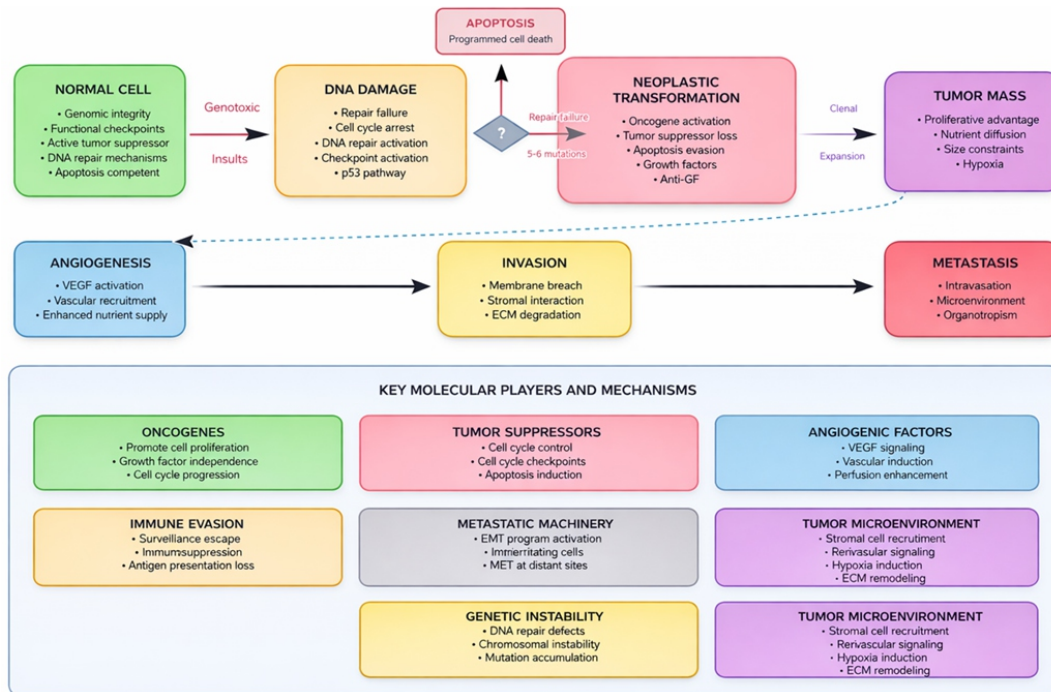 APOPTOSIS
Programmed cell death
NORMAL CELL
• Genomic integrity
• Functional checkpoints
• Active tumor suppressor
• DNA repair mechanisms
• Apoptosis competent
Genotoxic
Insults
DNA DAMAGE
• Repair failure
• Cell cycle arrest
• DNA repair activation
• Checkpoint activation
• p53 pathway
?
Repair failure
5-6 mutations
NEOPLASTIC
TRANSFORMATION
• Oncogene activation
• Tumor suppressor loss
• Apoptosis evasion
• Growth factors
• Anti-GF
Clenal
Expansion
TUMOR MASS
• Proliferative advantage
• Nutrient diffusion
• Size constraints
• Hypoxia
ANGIOGENESIS
• VEGF activation
• Vascular recruitment
• Enhanced nutrient supply
INVASION
• Membrane breach
• Stromal interaction
• ECM degradation
METASTASIS
• Intravasation
• Microenvironment
• Organotropism
KEY MOLECULAR PLAYERS AND MECHANISMS
ONCOGENES
• Promote cell proliferation
• Growth factor independence
• Cell cycle progression
TUMOR SUPPRESSORS
• Cell cycle control
• Cell cycle checkpoints
• Apoptosis induction
ANGIOGENIC FACTORS
• VEGF signaling
• Vascular induction
• Perfusion enhancement
IMMUNE EVASION
• Surveillance escape
• Immumsuppression
• Antigen presentation loss
METASTATIC MACHINERY
• EMT program activation
• Immierritating cells
• MET at distant sites
TUMOR MICROENVIRONMENT
• Stromal cell recrutiment
• Rerivascular signaling
• Hypoxia induction
• ECM remodeling
GENETIC INSTABILITY
• DNA repair defects
• Chromosomal instability
• Mutation accumulation
TUMOR MICROENVIRONMENT
• Stromal cell recruitment
• Rerivascular signaling
• Hypoxia induction
• ECM remodeling